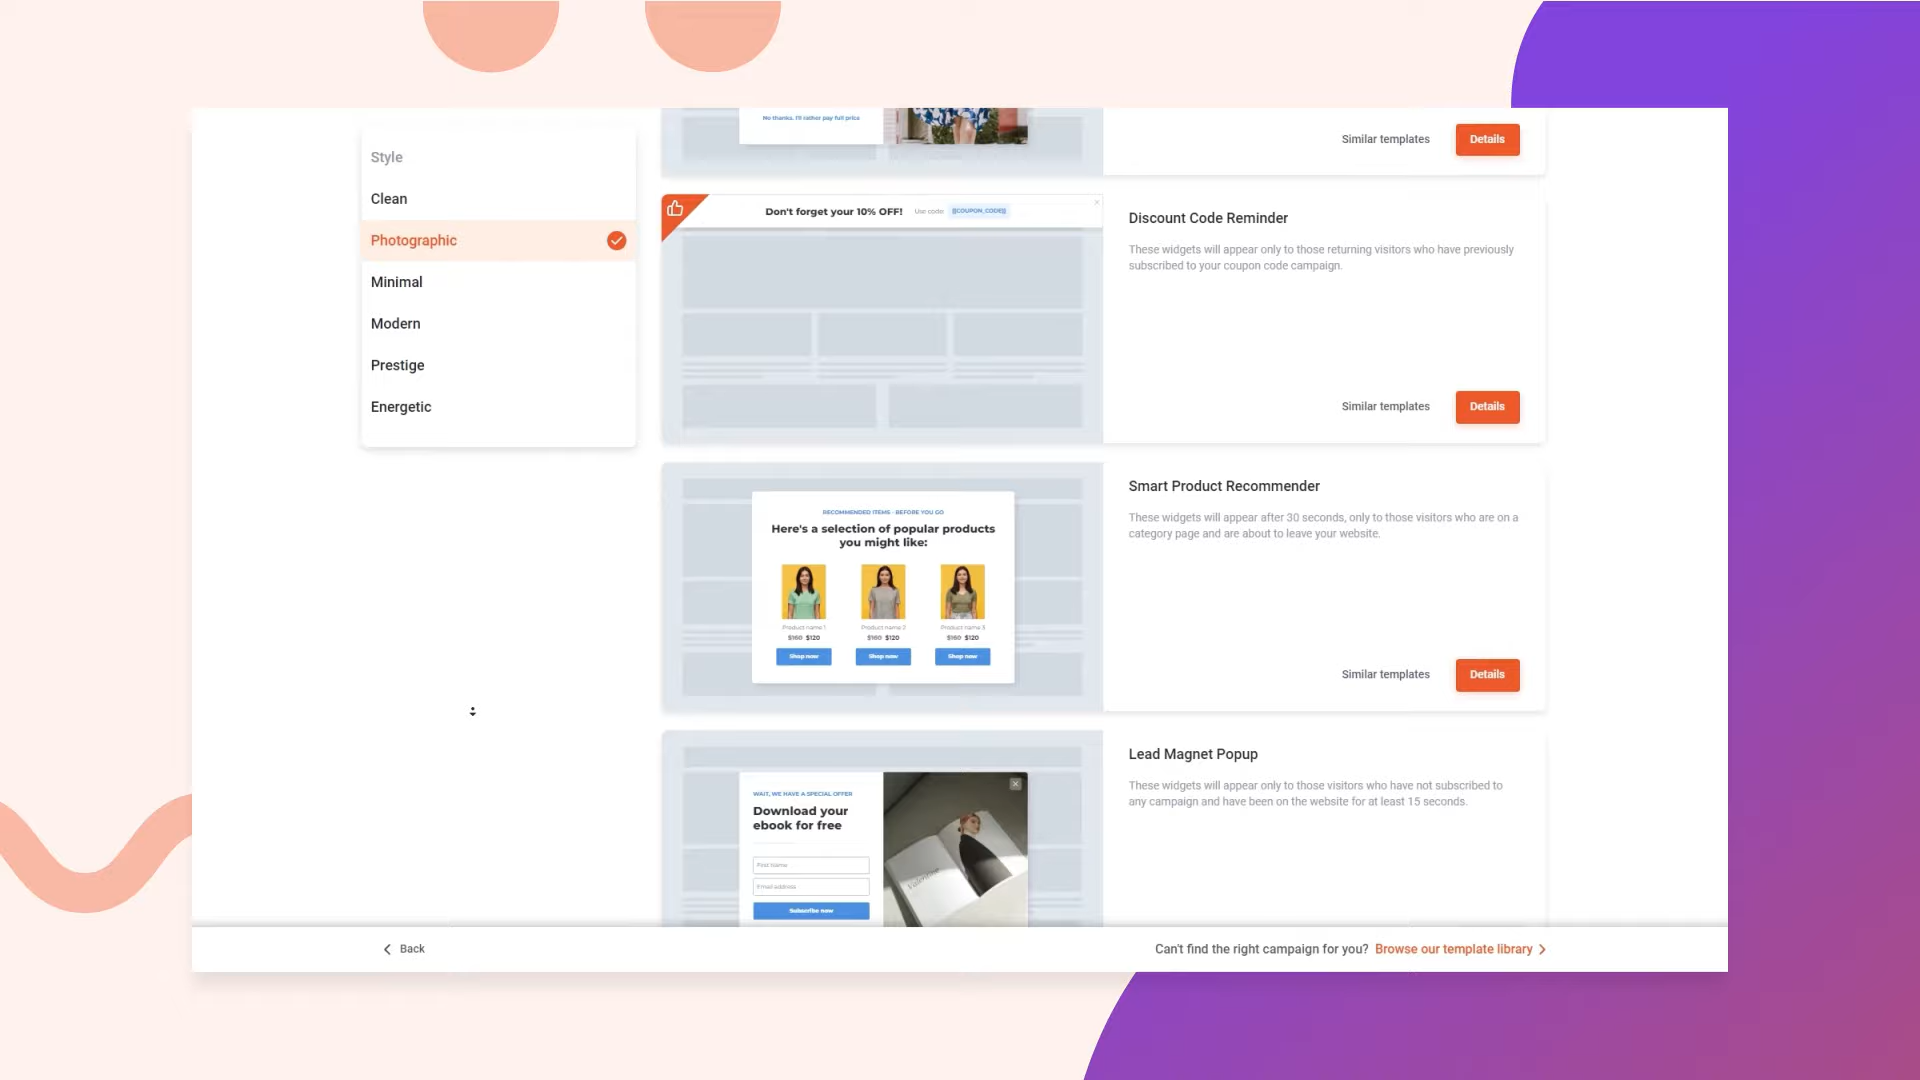 Style
Clean
Photographic
Minimal
Modern
Prestige
Energetic
No thanks. I'll rather pay full price
Similar templates
Details
Don't forget your 10% OFF!
Use code:
[[COUPON_CODE]]
Discount Code Reminder
These widgets will appear only to those returning visitors who have previously
subscribed to your coupon code campaign.
Similar templates
Details
RECOMMENDED ITEMS - BEFORE YOU GO
Here's a selection of popular products
you might like:
Product name 1
Product name 2
Product name 3
$160 $120
$160 $120
$160 $120
Shop now
Shop now
Shop now
Smart Product Recommender
These widgets will appear after 30 seconds, only to those visitors who are on a
category page and are about to leave your website.
Similar templates
Details
WAIT, WE HAVE A SPECIAL OFFER
Download your
ebook for free
First Name
Email address
Subscribe now
Valentine
Lead Magnet Popup
These widgets will appear only to those visitors who have not subscribed to
any campaign and have been on the website for at least 15 seconds.
Back
Can't find the right campaign for you? Browse our template library